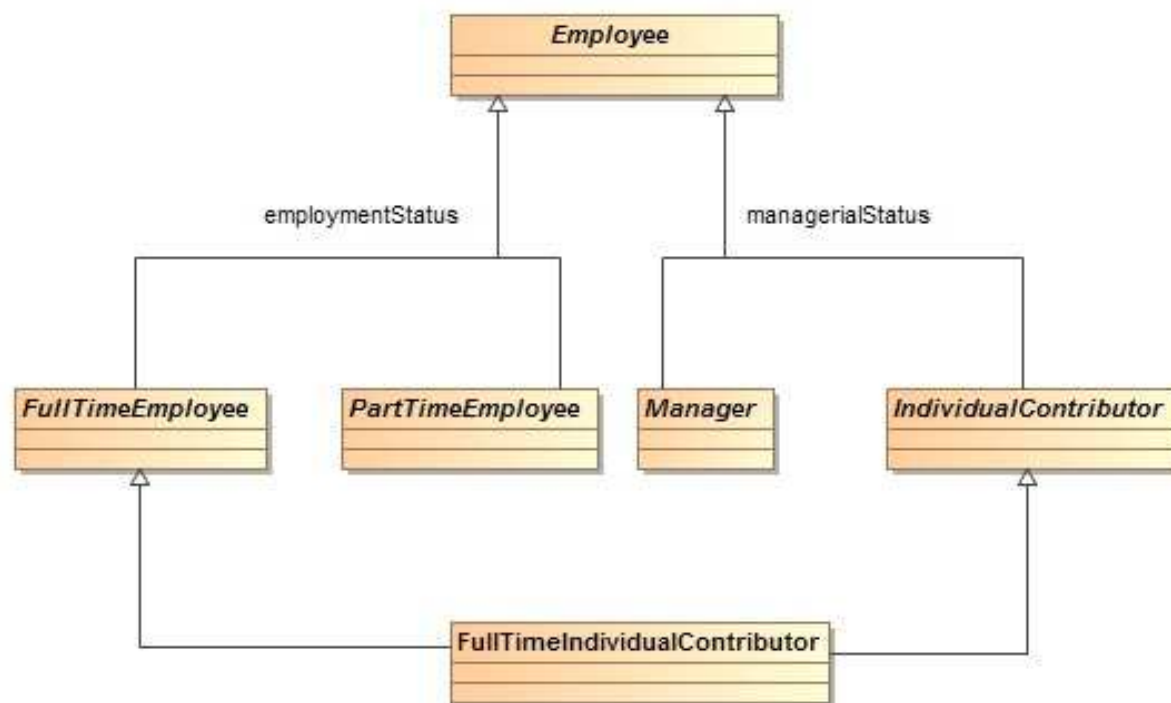 Employee
employmentStatus
managerialStatus
FullTimeEmployee
PartTimeEmployee
Manager
IndividualContributor
FullTimeIndividualContributor